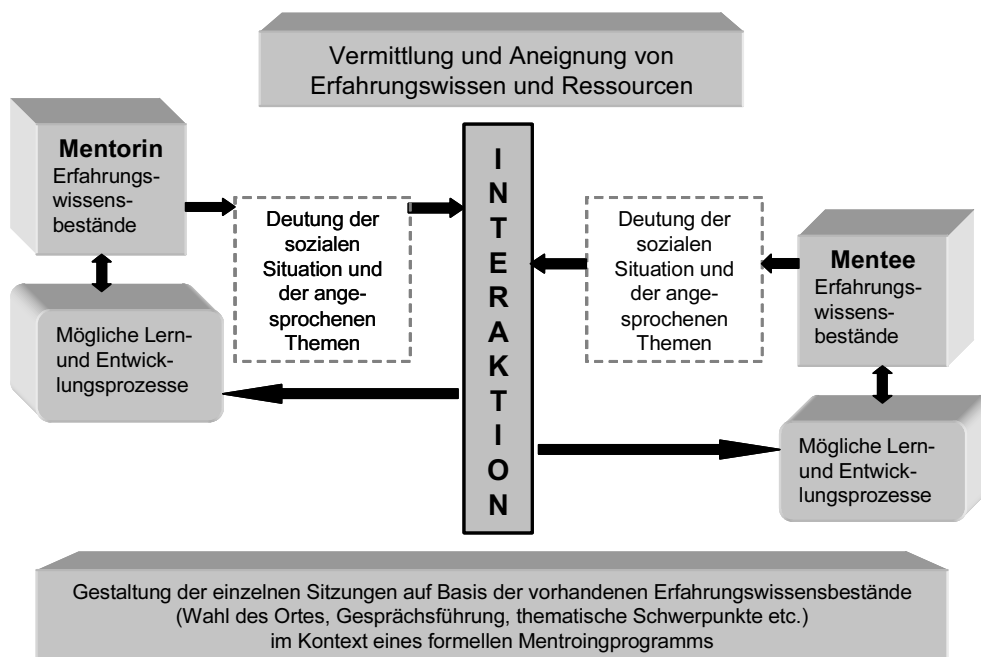 Vermittlung und Aneignung von
Erfahrungswissen und Ressourcen
Mentorin
Erfahrungs-
wissens-
bestände
Mögliche Lern-
und Entwick-
lungsprozesse
Deutung der
sozialen
Situation und
der ange-
sprochenen
Themen
INTERAKTION
Deutung der
sozialen
Situation und
der ange-
sprochenen
Themen
Mentee
Erfahrungs-
wissens-
bestände
Mögliche Lern-
und Entwick-
lungsprozesse
Gestaltung der einzelnen Sitzungen auf Basis der vorhandenen Erfahrungswissensbestände
(Wahl des Ortes, Gesprächsführung, thematische Schwerpunkte etc.)
im Kontext eines formellen Mentroingprogramms